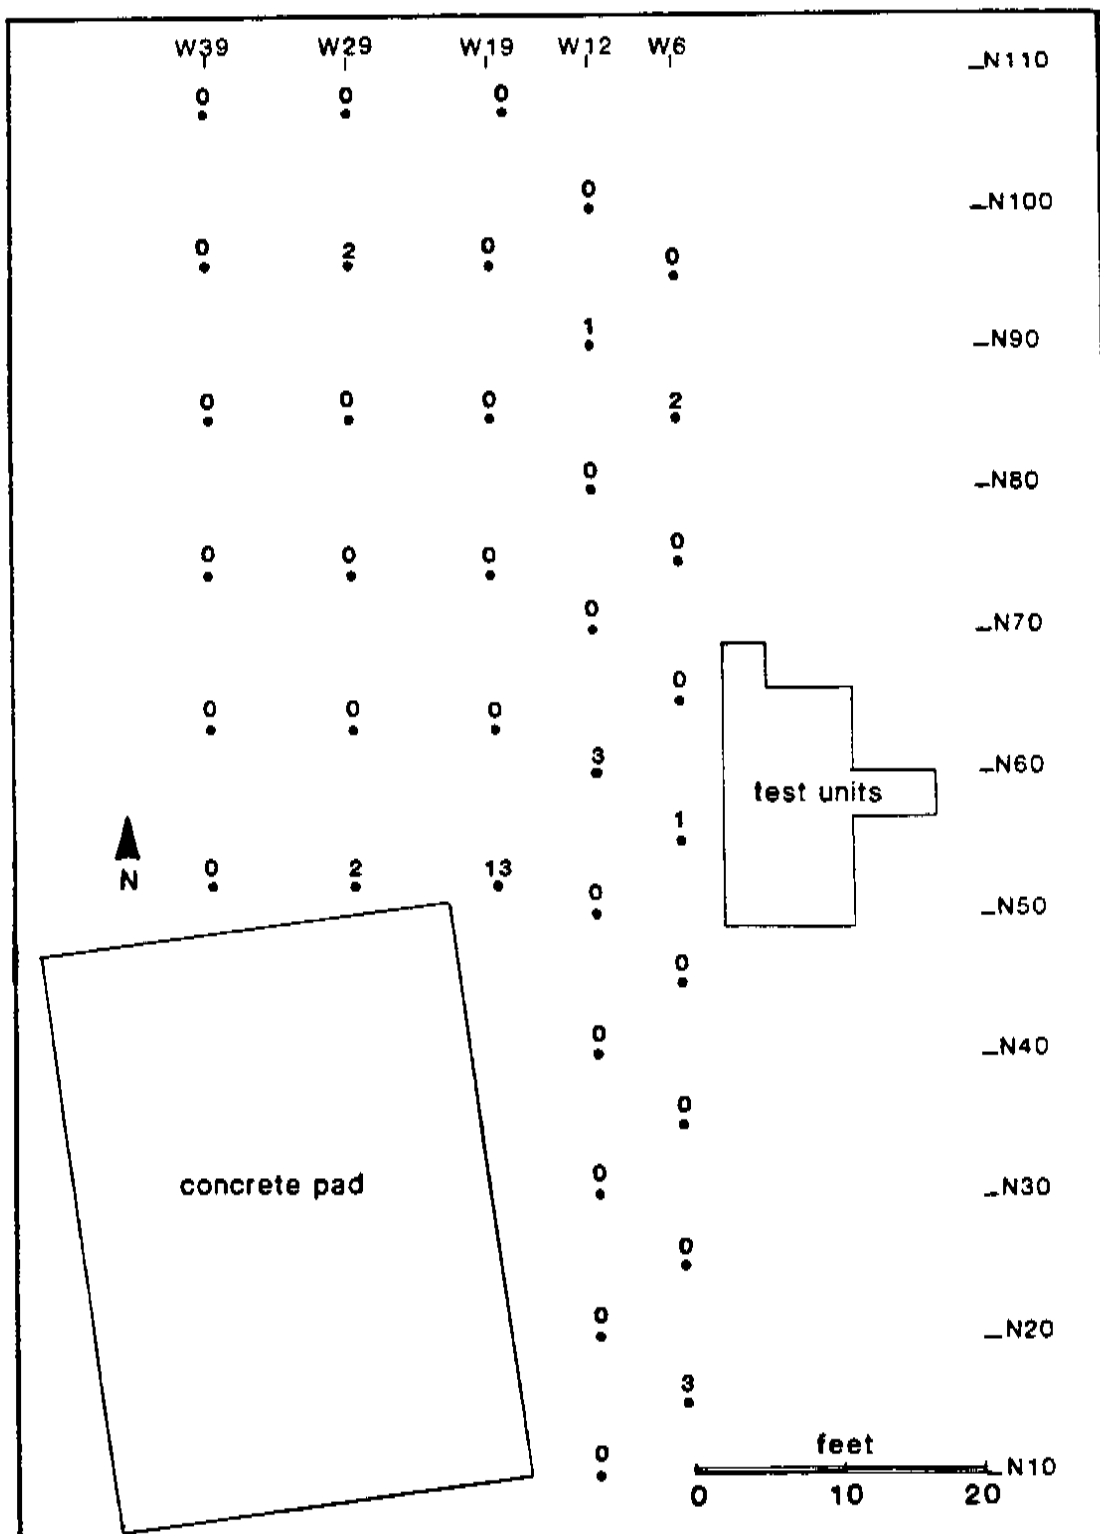 W39 W29 W19 W12 W6 N110
0 0 0
0 N100
0 2 0 0
1 N90
0 0 0 2
0 N80
0 0 0 0
0 N70
0 0 0 0
3 N60
test units
1
N 0 2 13
0 N50
0
0 N40
0
concrete pad 0 N30
0
0 N20
3
feet
0 N10
0 10 20